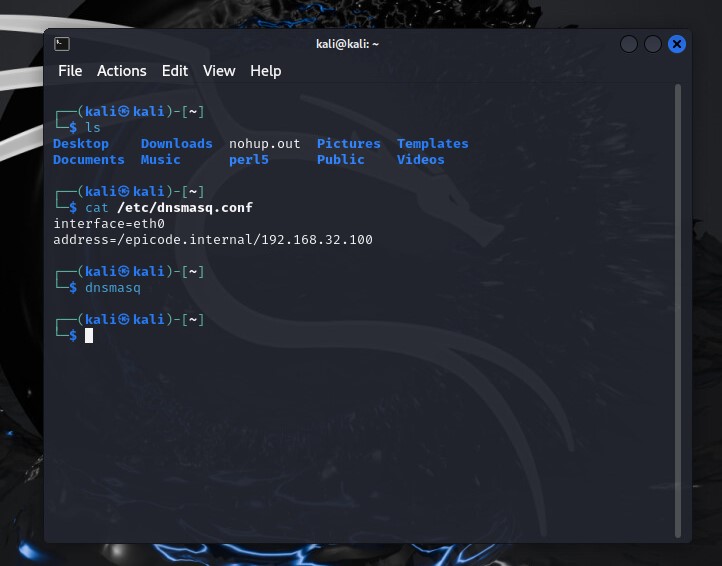 kali@kali: ~
File Actions Edit View Help
┌──(kali㉿kali)-[~]
└─$ ls
Desktop Downloads nohup.out Pictures Templates
Documents Music perl5 Public Videos
┌──(kali㉿kali)-[~]
└─$ cat /etc/dnsmasq.conf
interface=eth0
address=/epicode.internal/192.168.32.100
┌──(kali㉿kali)-[~]
└─$ dnsmasq
┌──(kali㉿kali)-[~]
└─$